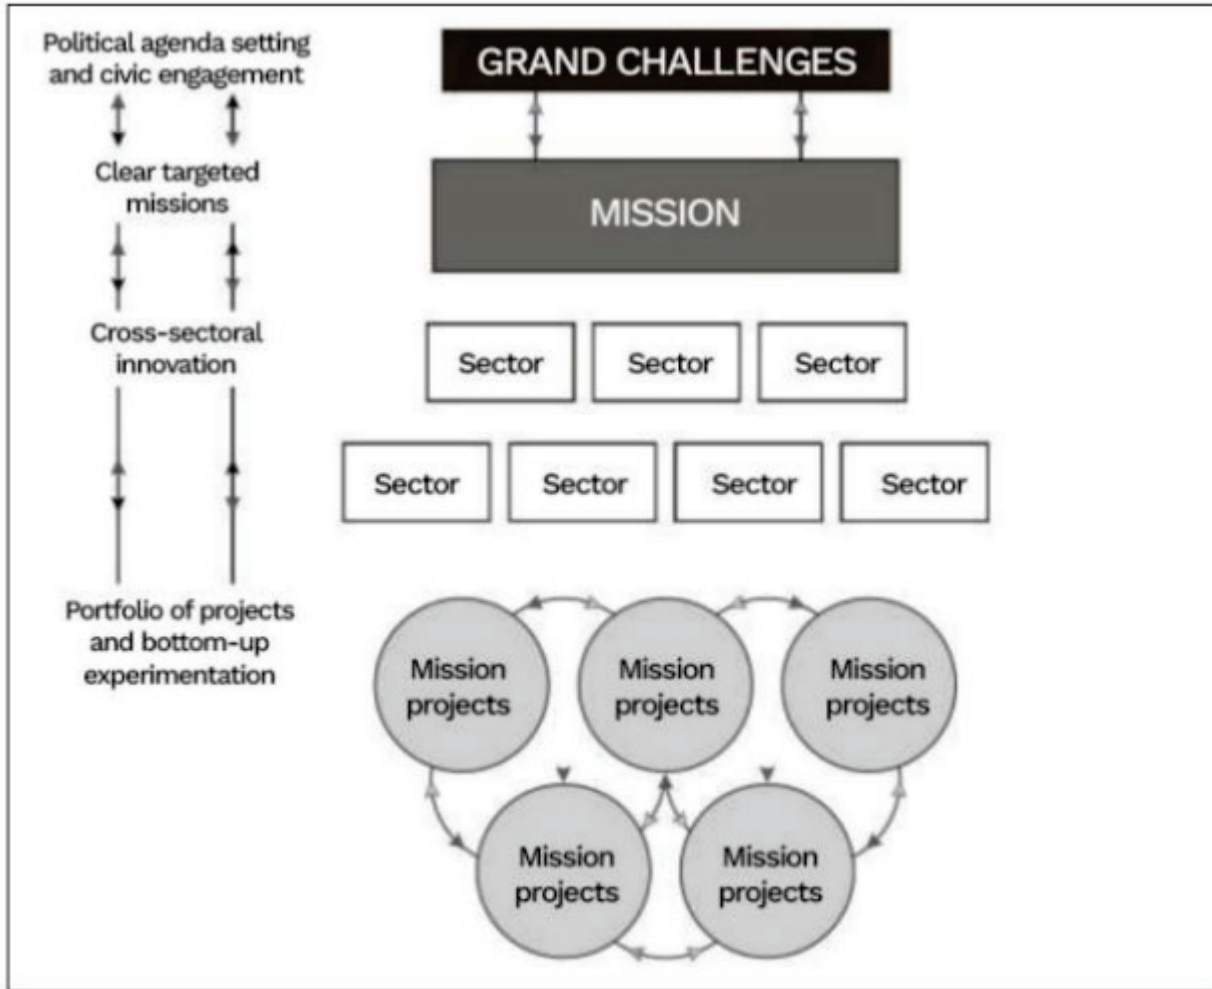 Political agenda setting
and civic engagement
GRAND CHALLENGES
Clear targeted
missions
MISSION
Cross-sectoral
innovation
Sector
Sector
Sector
Sector
Sector
Sector
Sector
Portfolio of projects
and bottom-up
experimentation
Mission
projects
Mission
projects
Mission
projects
Mission
projects
Mission
projects